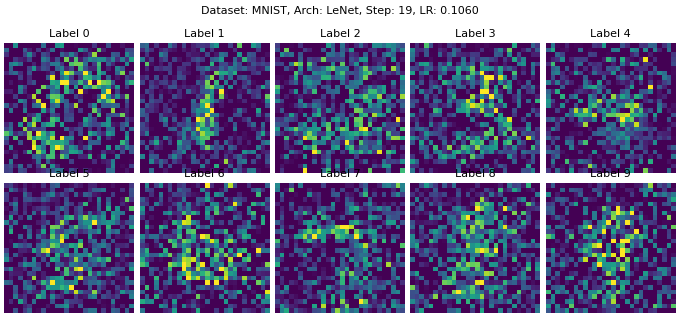 Dataset: MNIST, Arch: LeNet, Step: 19, LR: 0.1060
Label 0 Label 1 Label 2 Label 3 Label 4
Label 5 Label 6 Label 7 Label 8 Label 9